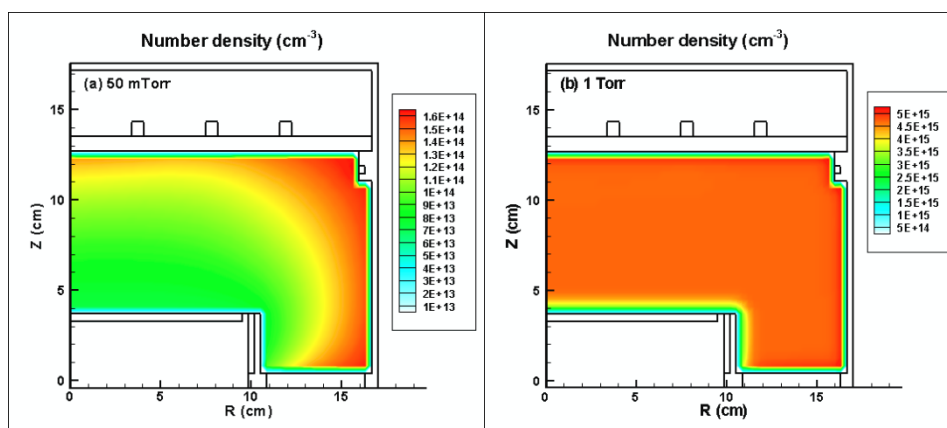 Number density (cm-3)
(a) 50 mTorr
1.6E+14
1.5E+14
1.4E+14
1.3E+14
1.2E+14
1.1E+14
1E+14
9E+13
8E+13
7E+13
6E+13
5E+13
4E+13
3E+13
2E+13
1E+13
15
10
5
0
Z (cm)
0
5
10
15
R (cm)
Number density (cm-3)
(b) 1 Torr
5E+15
4.5E+15
4E+15
3.5E+15
3E+15
2.5E+15
2E+15
1.5E+15
1E+15
5E+14
15
10
5
0
Z (cm)
0
5
10
15
R (cm)